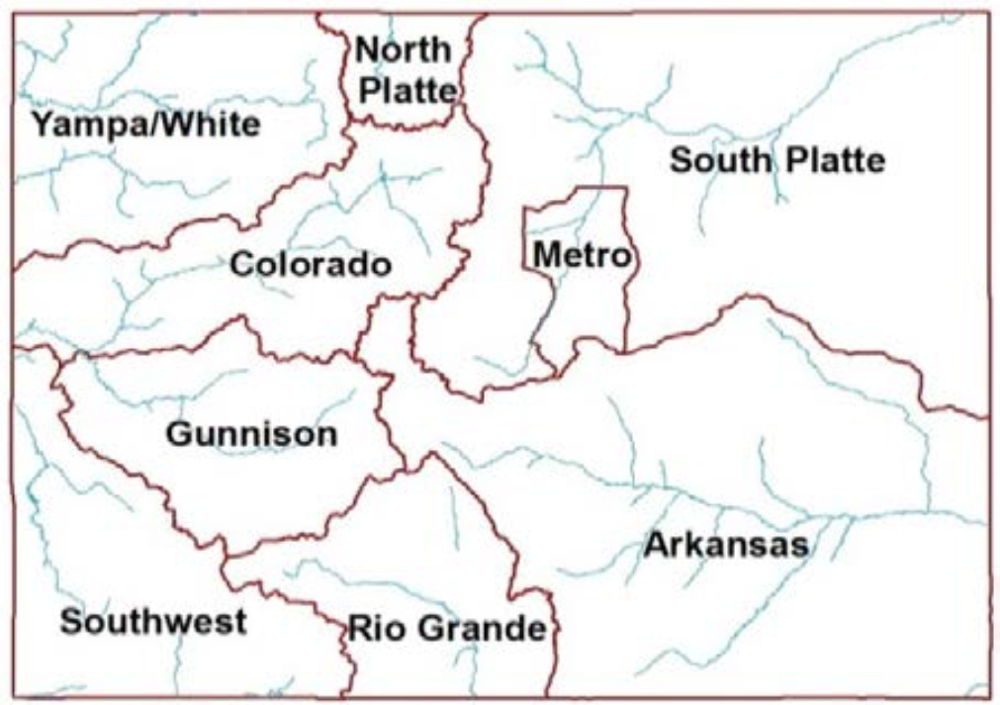 North
Platte
Yampa/White
South Platte
Metro
Colorado
Gunnison
Arkansas
Southwest
Rio Grande